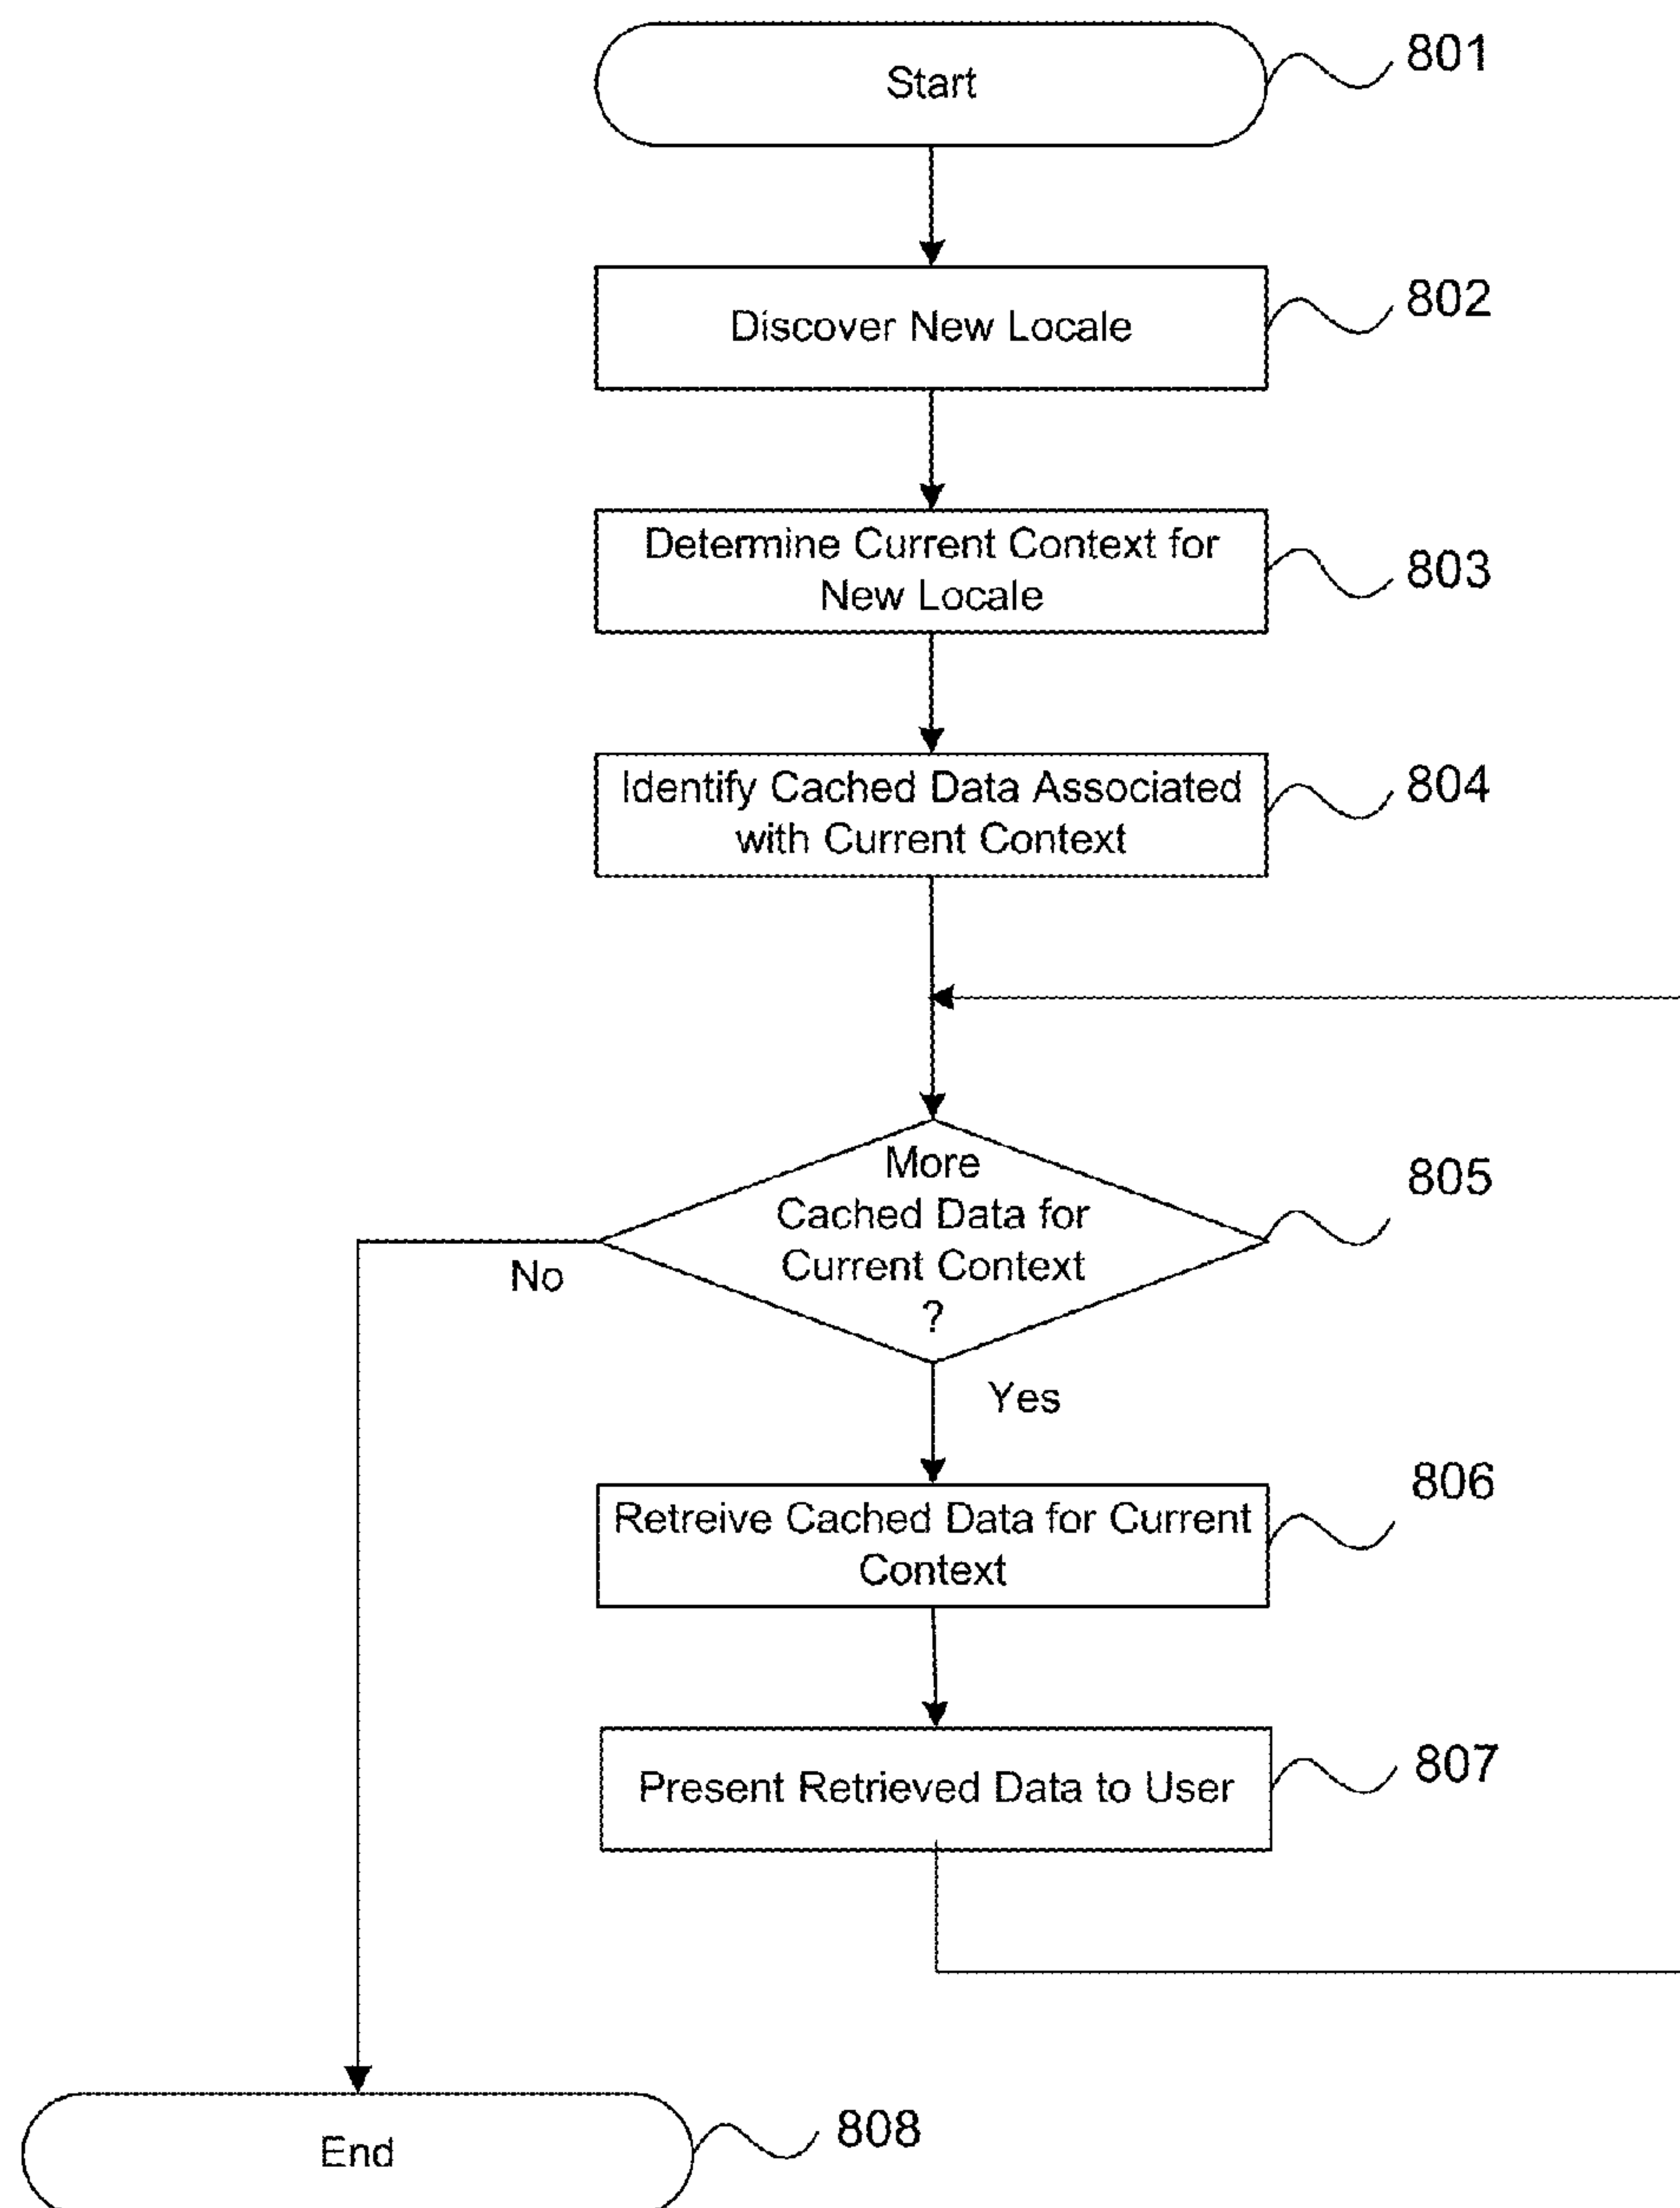 Start
801
Discover New Locale
802
Determine Current Context for
New Locale
803
Identify Cached Data Associated
with Current Context
804
More
Cached Data for
Current Context
?
805
No
Yes
Retreive Cached Data for Current
Context
806
Present Retrieved Data to User
807
End
808